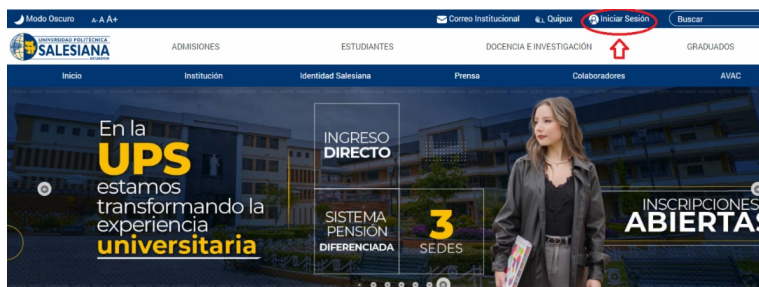 Modo Oscuro A- A A+ Correo Institucional Quipux Iniciar Sesión Buscar
UNIVERSIDAD POLITÉCNICA
SALESIANA
ECUADOR
ADMISIONES ESTUDIANTES DOCENCIA E INVESTIGACIÓN GRADUADOS
Inicio Institución Identidad Salesiana Prensa Colaboradores AVAC
En la
UPS
estamos
transformando la
experiencia
universitaria
INGRESO
DIRECTO
SISTEMA
PENSIÓN
DIFERENCIADA
3
SEDES
INSCRIPCIONES
ABIERTAS